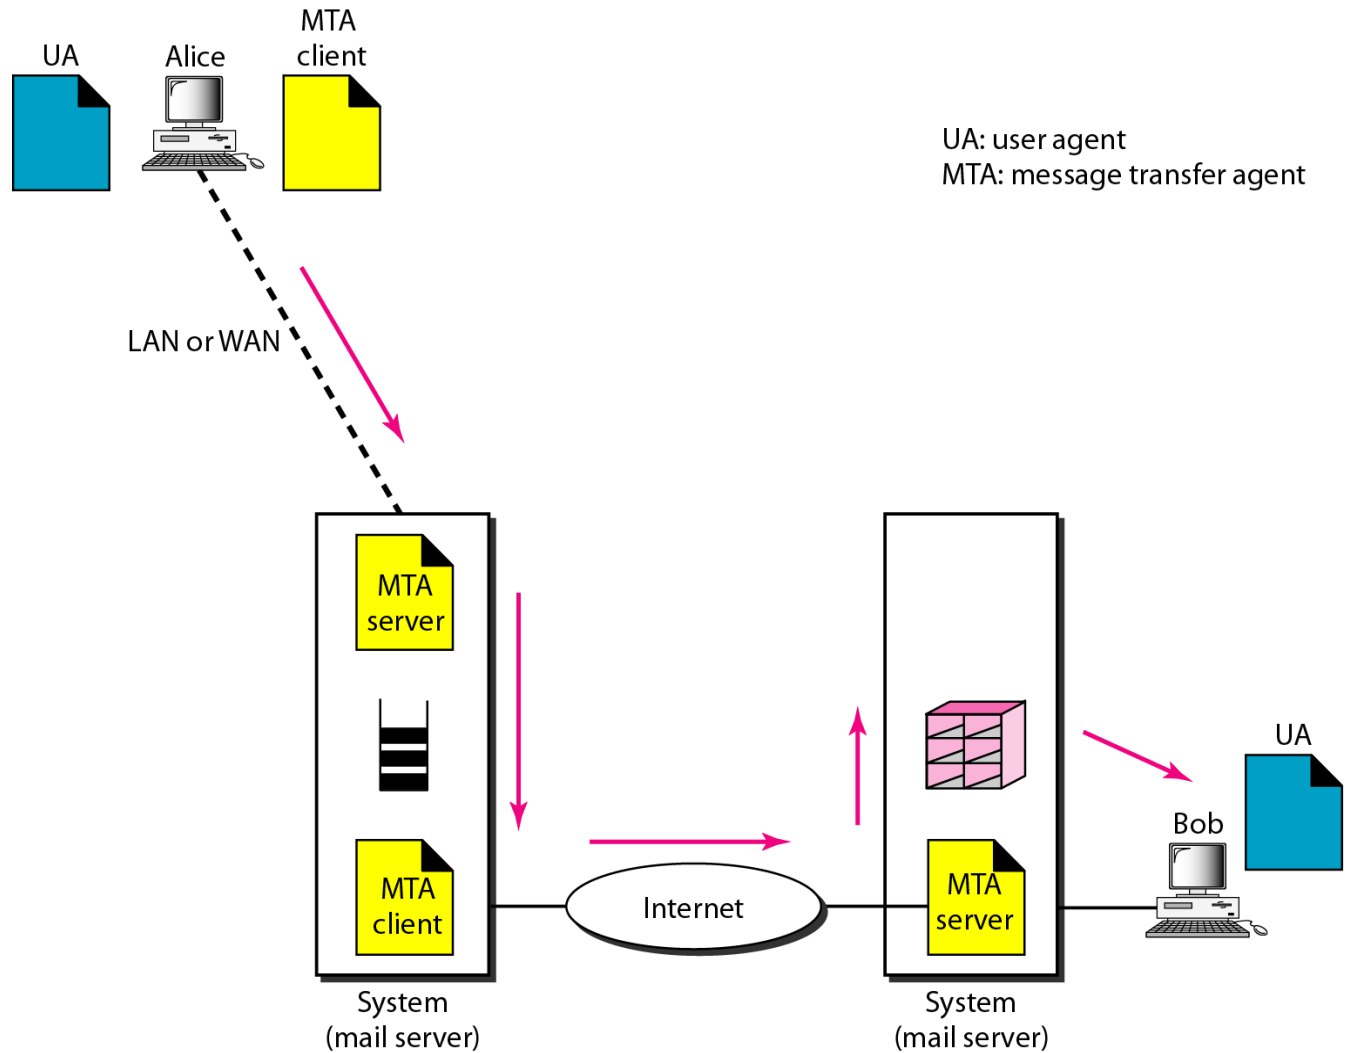 UA
Alice
MTA
client
UA: user agent
MTA: message transfer agent
LAN or WAN
MTA
server
MTA
client
System
(mail server)
Internet
MTA
server
System
(mail server)
UA
Bob